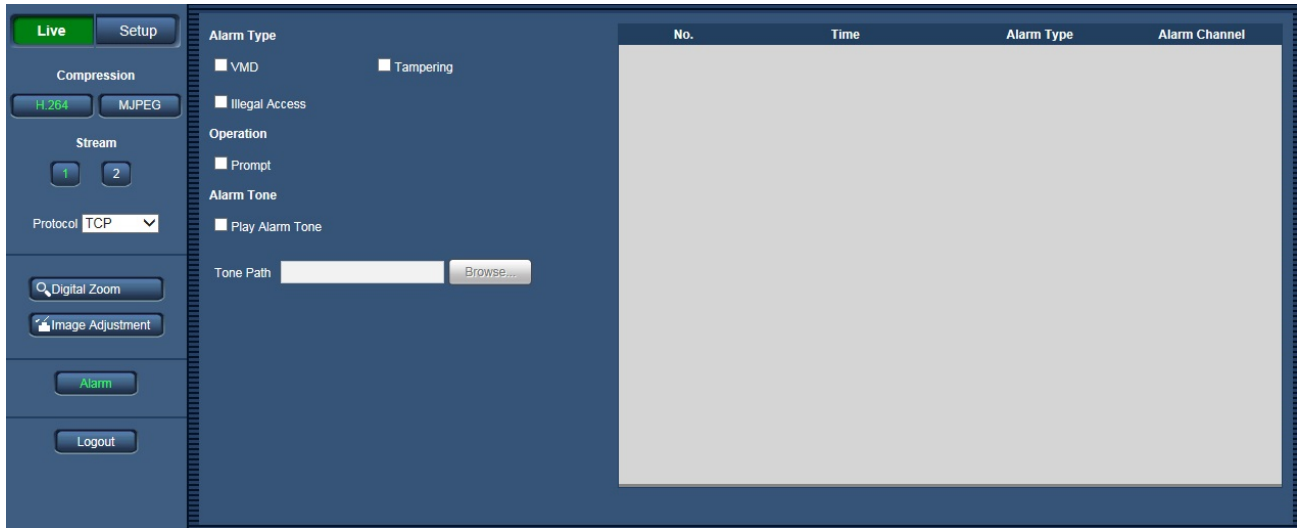 Live Setup
Compression
H.264 MJPEG
Stream
1 2
Protocol TCP
Digital Zoom
Image Adjustment
Alarm
Logout
Alarm Type
VMD Tampering
Illegal Access
Operation
Prompt
Alarm Tone
Play Alarm Tone
Tone Path Browse...
No. Time Alarm Type Alarm Channel